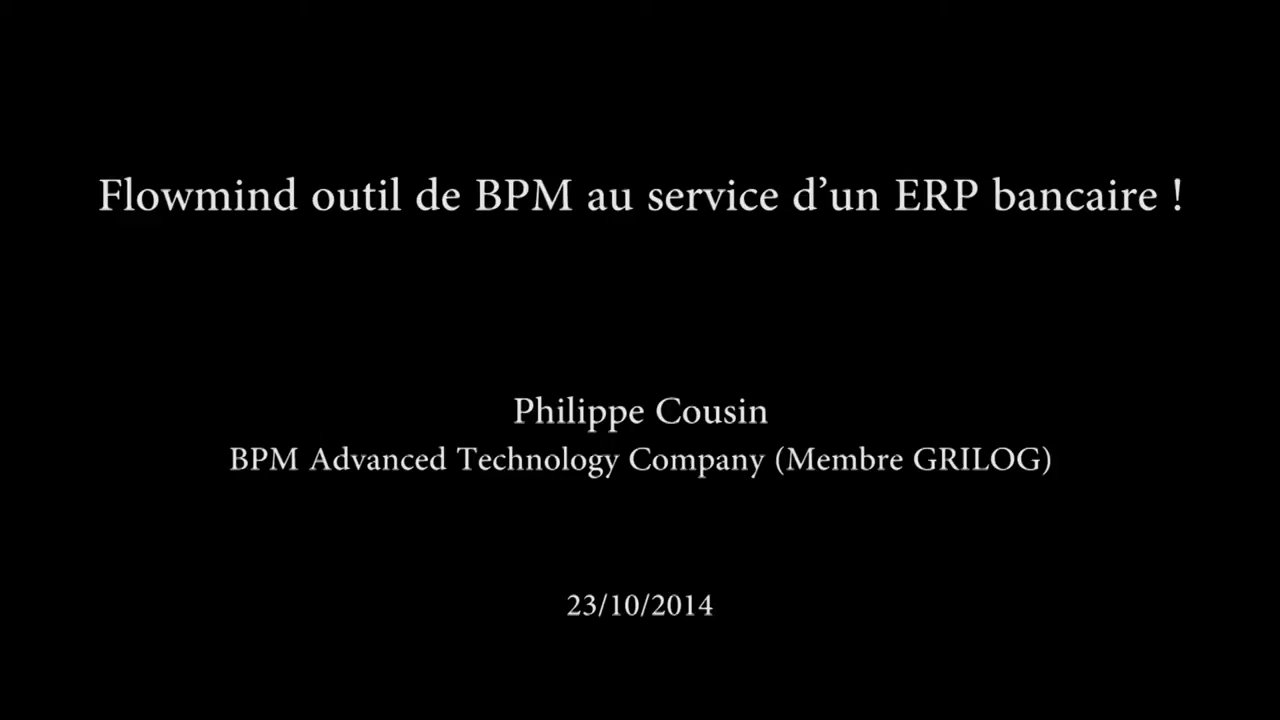 Flowmind outil de BPM au service d’un ERP bancaire !
Philippe Cousin
BPM Advanced Technology Company (Membre GRILOG)
23/10/2014